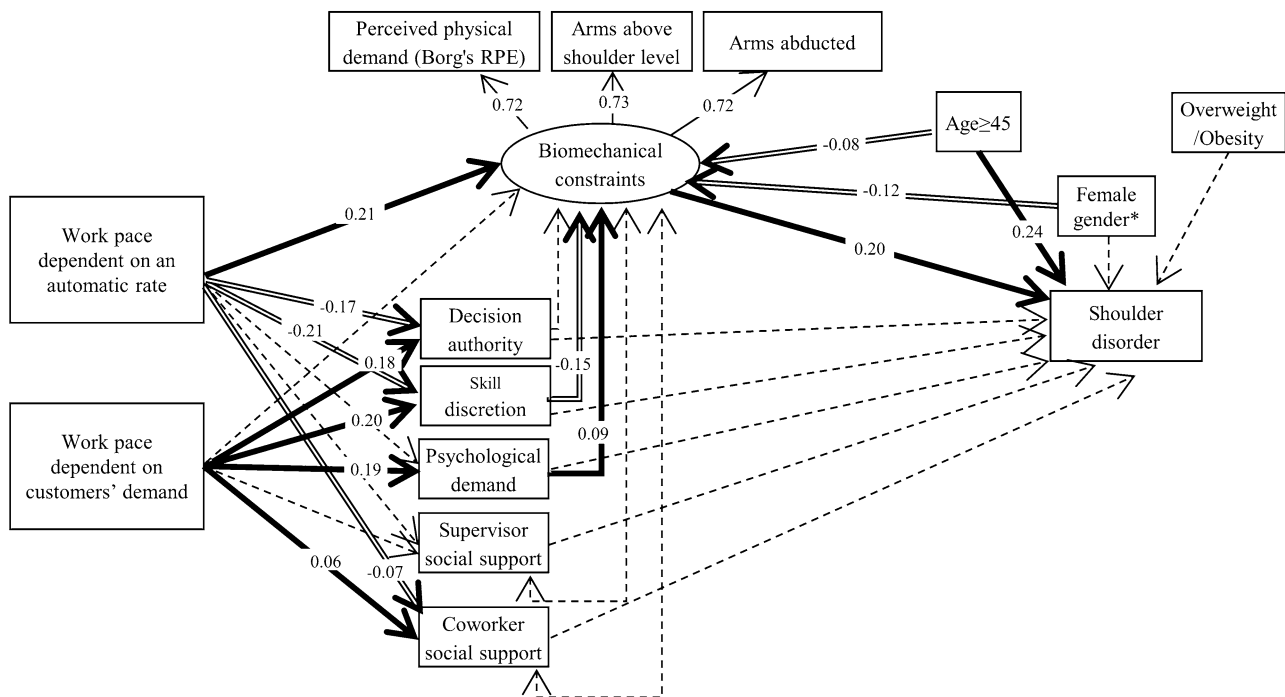 Perceived physical
demand (Borg's RPE)
Arms above
shoulder level
Arms abducted
0.72
0.73
0.72
Age≥45
Overweight
/Obesity
Biomechanical
constraints
-0.08
-0.12
Female
gender*
0.21
0.20
0.24
Work pace
dependent on an
automatic rate
-0.17
-0.21
Decision
authority
Shoulder
disorder
0.18
-0.15
Skill
discretion
0.20
0.09
Work pace
dependent on
customers’ demand
0.19
Psychological
demand
Supervisor
social support
0.06
-0.07
Coworker
social support